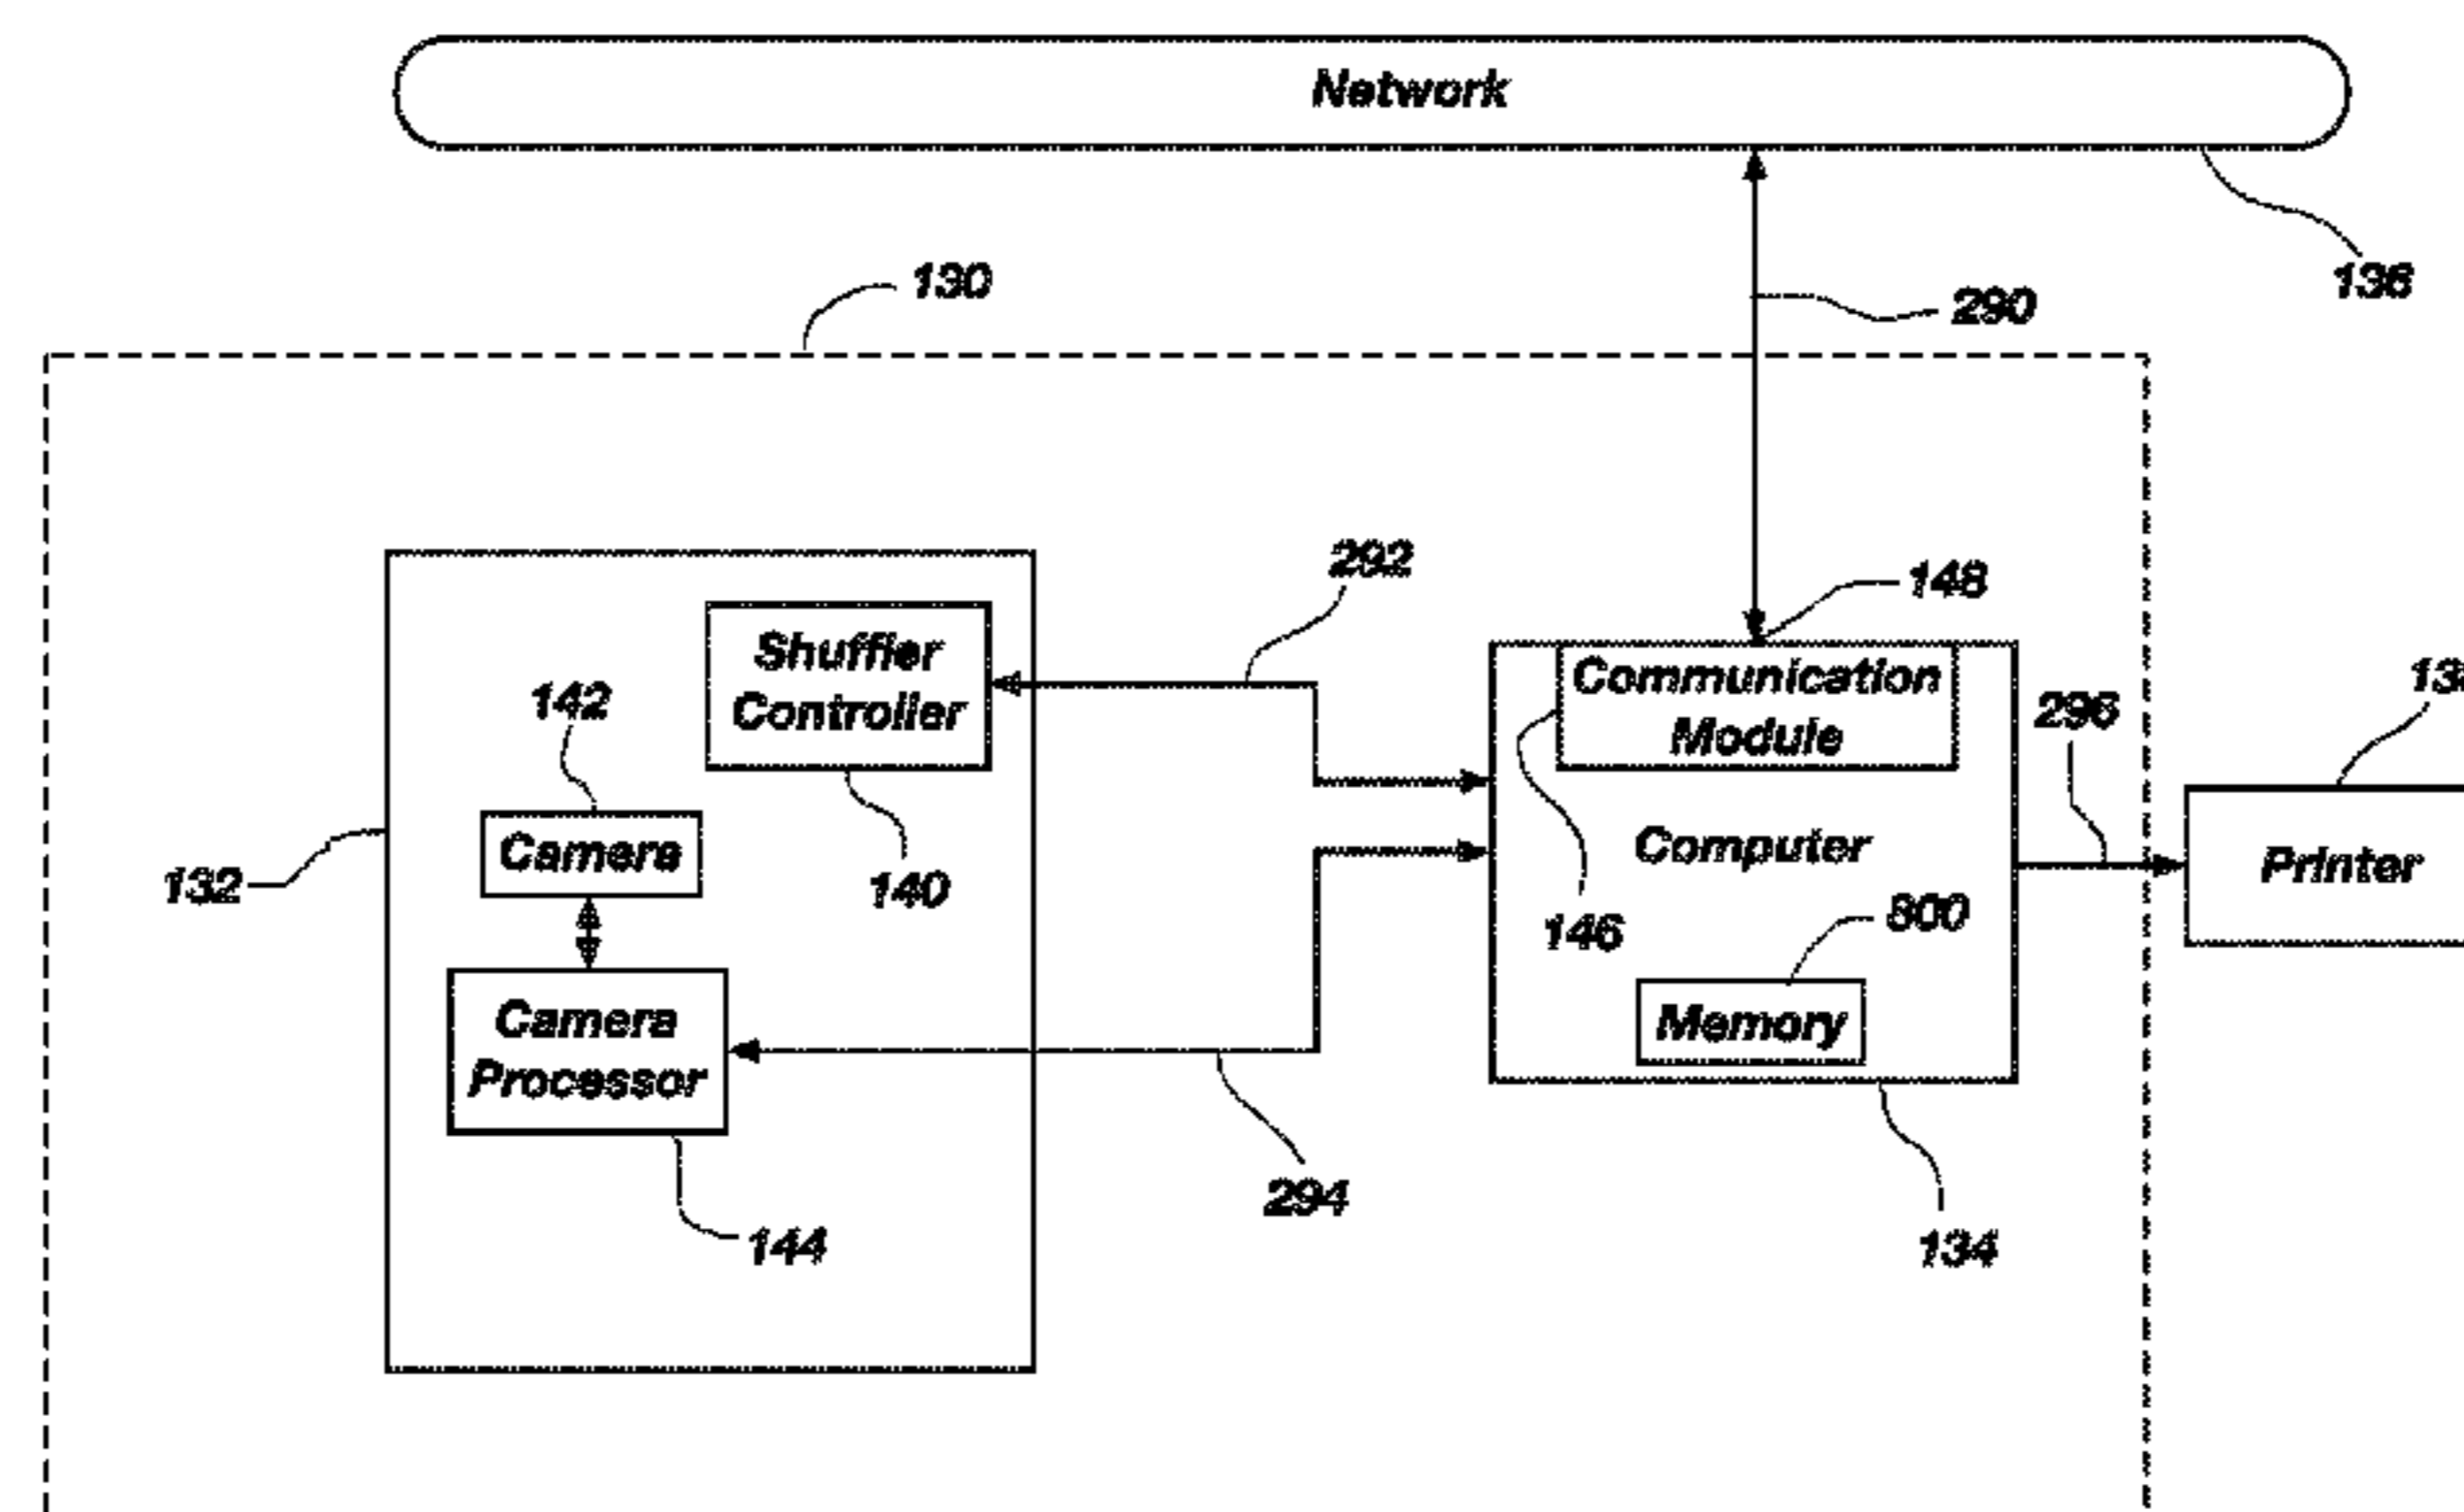 Network
130
136
290
292
148
Shuffler
Controller
Communication
Module
142
296
Camera
Computer
Printer
132
140
146
300
Camera
Processor
Memory
294
144
134